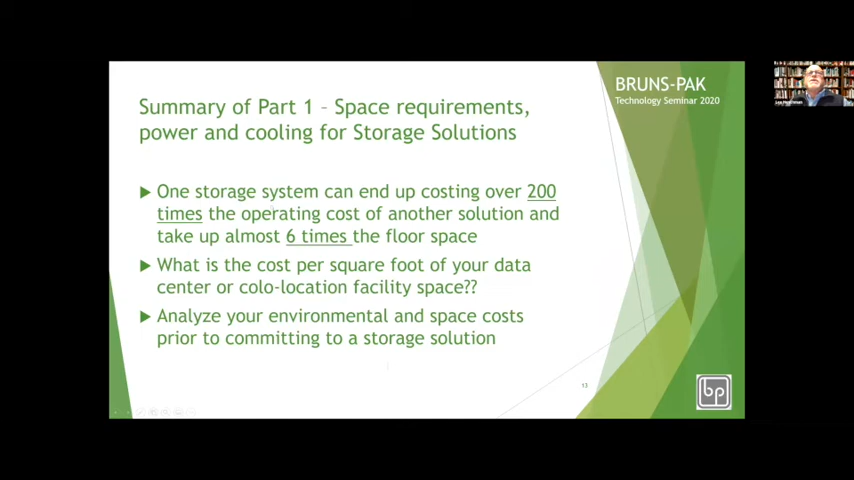 BRUNS-PAK
Technology Seminar 2020
Summary of Part 1 – Space requirements,
power and cooling for Storage Solutions
One storage system can end up costing over 200
times the operating cost of another solution and
take up almost 6 times the floor space
What is the cost per square foot of your data
center or colo-location facility space??
Analyze your environmental and space costs
prior to committing to a storage solution
13
bp